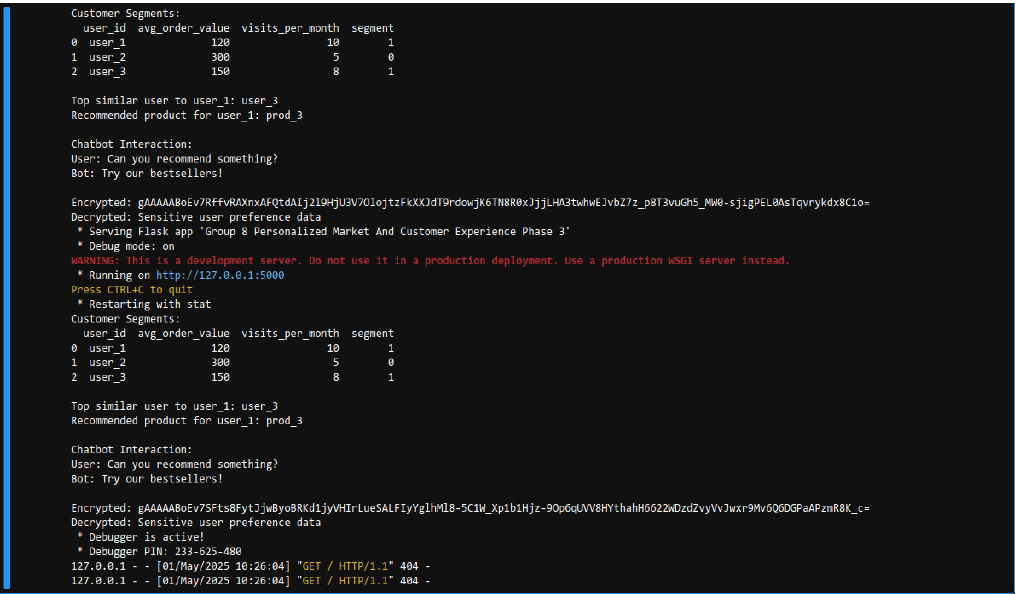 Customer Segments:
user_id avg_order_value visits_per_month segment
0 user_1 120 10 1
1 user_2 300 5 0
2 user_3 150 8 1
Top similar user to user_1: user_3
Recommended product for user_1: prod_3
Chatbot Interaction:
User: Can you recommend something?
Bot: Try our bestsellers!
Encrypted: gAAAAABoEv7RffvRAXnxAFQtdAIj2l9HjU3V7OlojtzFkXXJdT9rdowjK6TN8R0xJjjLHA3twhwEJvbZ7z_p8T3vuGh5_MW0-sjigPEL0AsTqvrykdx8C1o=
Decrypted: Sensitive user preference data
* Serving Flask app 'Group 8 Personalized Market And Customer Experience Phase 3'
* Debug mode: on
WARNING: This is a development server. Do not use it in a production deployment. Use a production WSGI server instead.
* Running on http://127.0.0.1:5000
Press CTRL+C to quit
* Restarting with stat
Customer Segments:
user_id avg_order_value visits_per_month segment
0 user_1 120 10 1
1 user_2 300 5 0
2 user_3 150 8 1
Top similar user to user_1: user_3
Recommended product for user_1: prod_3
Chatbot Interaction:
User: Can you recommend something?
Bot: Try our bestsellers!
Encrypted: gAAAAABoEv7SFts8FytJjwByoBRKd1jyVHIrLueSALFIyYglhMl8-5C1W_Xp1b1Hjz-9Op6qUVV8HYthahH6622WDzdZvyVvJwxr9Mv6Q6DGPaAPzmR8K_c=
Decrypted: Sensitive user preference data
* Debugger is active!
* Debugger PIN: 233-625-480
127.0.0.1 - - [01/May/2025 10:26:04] "GET / HTTP/1.1" 404 -
127.0.0.1 - - [01/May/2025 10:26:04] "GET / HTTP/1.1" 404 -